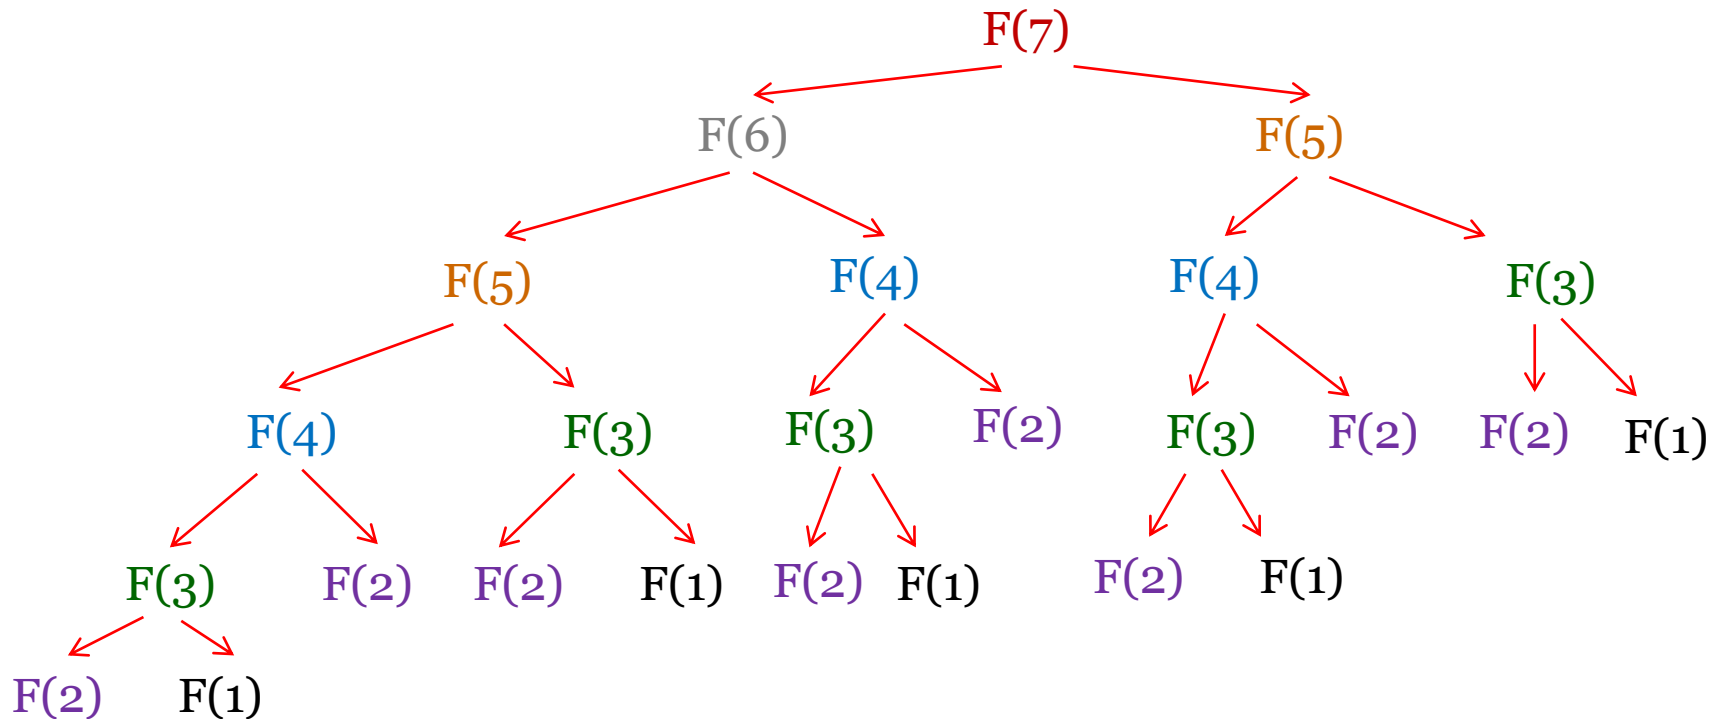 F(7)
F(6) F(5)
F(5) F(4) F(4) F(3)
F(4) F(3) F(3) F(2) F(3) F(2) F(2) F(1)
F(3) F(2) F(2) F(1) F(2) F(1) F(2) F(1)
F(2) F(1)